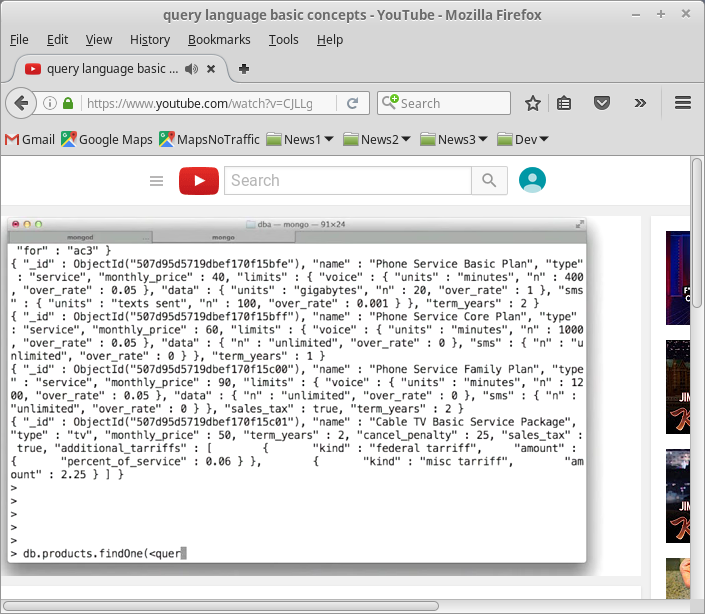 query language basic concepts - YouTube - Mozilla Firefox
File Edit View History Bookmarks Tools Help
query language basic ...
https://www.youtube.com/watch?v=CJLLg
Search
Gmail Google Maps MapsNoTraffic News1 News2 News3 Dev
Search
dba — mongo — 91×24
mongod mongo
"for" : "ac3" }
{ "_id" : ObjectId("507d95d5719dbef170f15bfe"), "name" : "Phone Service Basic Plan", "type"
: "service", "monthly_price" : 40, "limits" : { "voice" : { "units" : "minutes", "n" : 400
, "over_rate" : 0.05 }, "data" : { "units" : "gigabytes", "n" : 20, "over_rate" : 1 }, "sms"
: { "units" : "texts sent", "n" : 100, "over_rate" : 0.001 } }, "term_years" : 2 }
{ "_id" : ObjectId("507d95d5719dbef170f15bff"), "name" : "Phone Service Core Plan", "type"
: "service", "monthly_price" : 60, "limits" : { "voice" : { "units" : "minutes", "n" : 1000
, "over_rate" : 0.05 }, "data" : { "n" : "unlimited", "over_rate" : 0 }, "sms" : { "n" : "u
nlimited", "over_rate" : 0 } }, "term_years" : 1 }
{ "_id" : ObjectId("507d95d5719dbef170f15c00"), "name" : "Phone Service Family Plan", "type"
: "service", "monthly_price" : 90, "limits" : { "voice" : { "units" : "minutes", "n" : 12
00, "over_rate" : 0.05 }, "data" : { "n" : "unlimited", "over_rate" : 0 }, "sms" : { "n" :
"unlimited", "over_rate" : 0 } }, "sales_tax" : true, "term_years" : 2 }
{ "_id" : ObjectId("507d95d5719dbef170f15c01"), "name" : "Cable TV Basic Service Package",
"type" : "tv", "monthly_price" : 50, "term_years" : 2, "cancel_penalty" : 25, "sales_tax" :
true, "additional_tarriffs" : [ { "kind" : "federal tarriff", "amount" :
{ "percent_of_service" : 0.06 } }, { "kind" : "misc tarriff", "am
ount" : 2.25 } ] }
>
>
>
>
>
> db.products.findOne(<quer